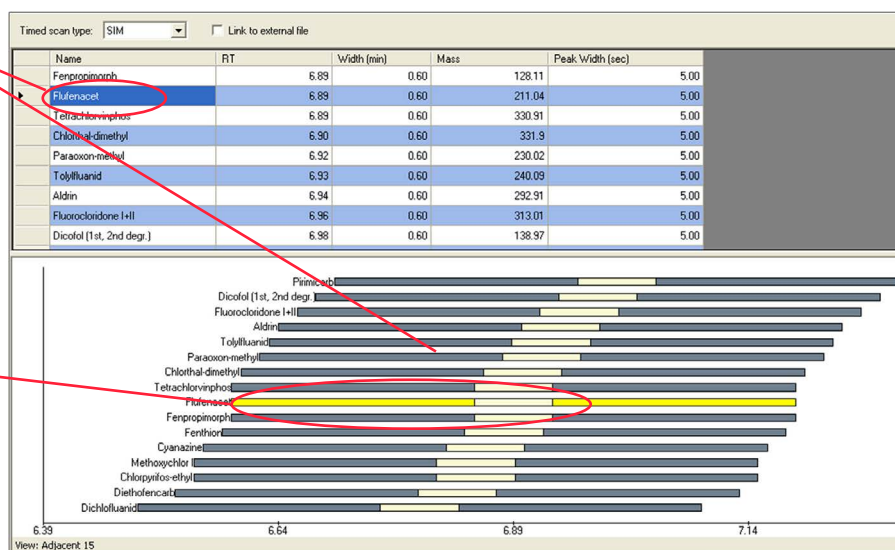 Timed scan type: SIM Link to external file
Name RT Width (min) Mass Peak Width (sec)
Fenpropimorph 6.89 0.60 128.11 5.00
Flufenacet 6.89 0.60 211.04 5.00
Tetrachlorvinphos 6.89 0.60 330.91 5.00
Chlorthal-dimethyl 6.90 0.60 331.9 5.00
Paraoxon-methyl 6.92 0.60 230.02 5.00
Tolylfluanid 6.93 0.60 240.09 5.00
Aldrin 6.94 0.60 292.91 5.00
Fluorocloridone I+II 6.96 0.60 313.01 5.00
Dicofol (1st, 2nd degr.) 6.98 0.60 138.97 5.00
Pirimicarb
Dicofol (1st, 2nd degr.)
Fluorocloridone I+II
Aldrin
Tolylfluanid
Paraoxon-methyl
Chlorthal-dimethyl
Tetrachlorvinphos
Flufenacet
Fenpropimorph
Fenthion
Cyanazine
Methoxychlor I
Chlorpyrifos-ethyl
Diethofencarb
Dichlofluanid
6.39 6.64 6.89 7.14
View: Adjacent 15